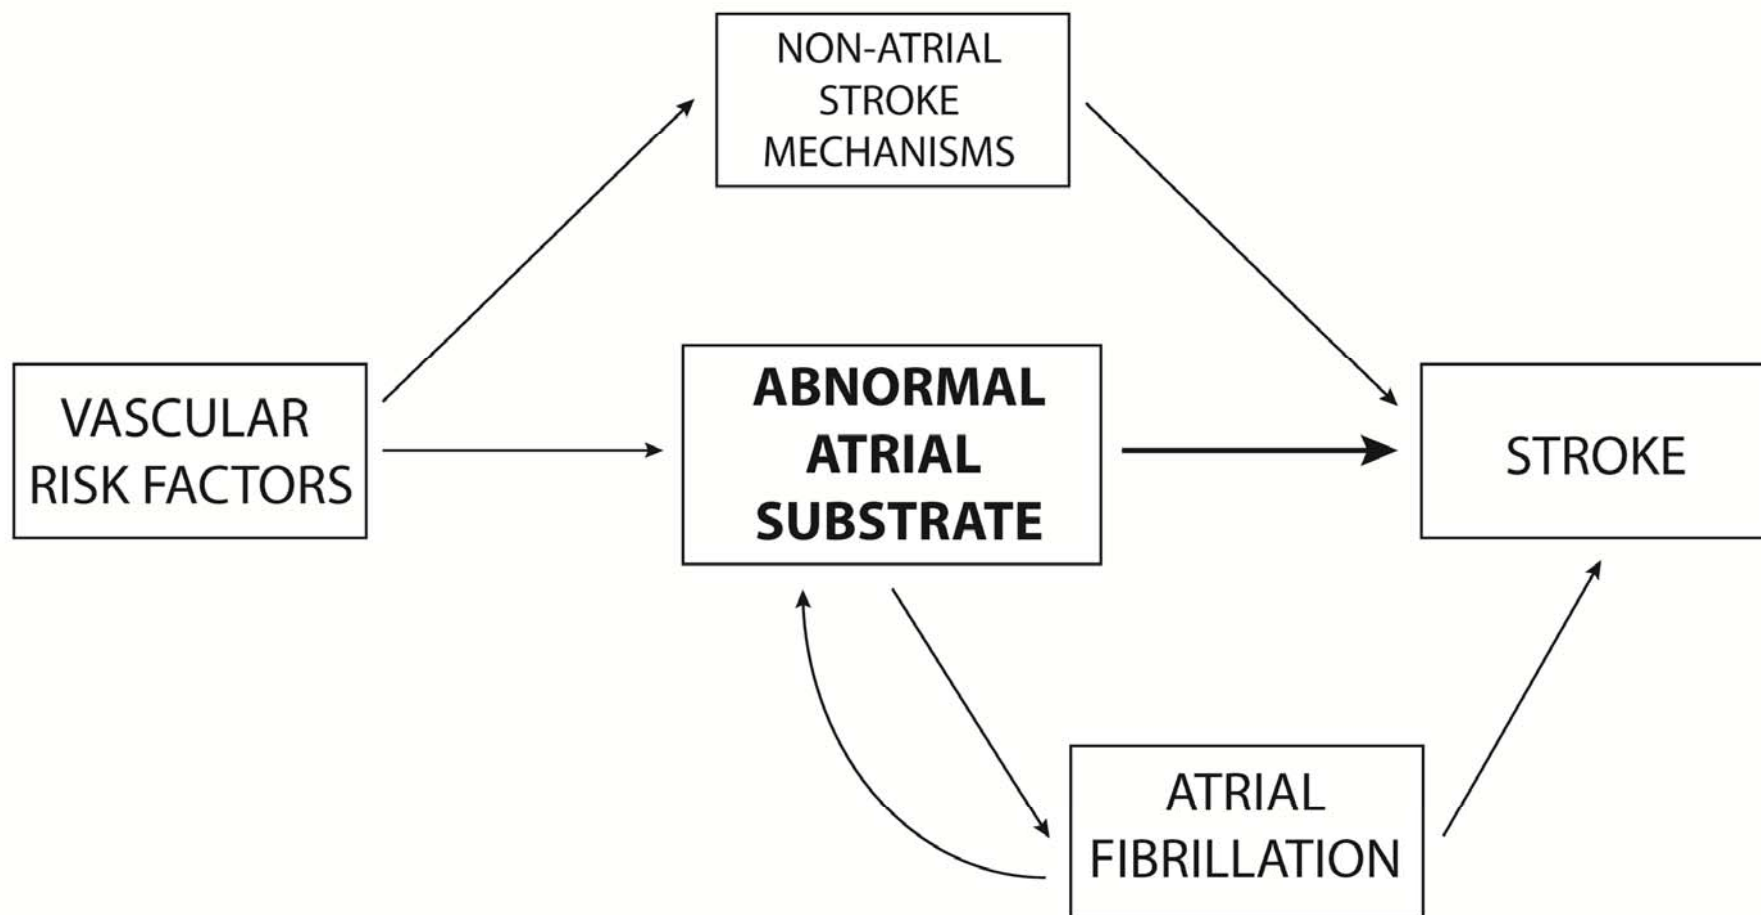 NON-ATRIAL
STROKE
MECHANISMS
VASCULAR
RISK FACTORS
ABNORMAL
ATRIAL
SUBSTRATE
STROKE
ATRIAL
FIBRILLATION